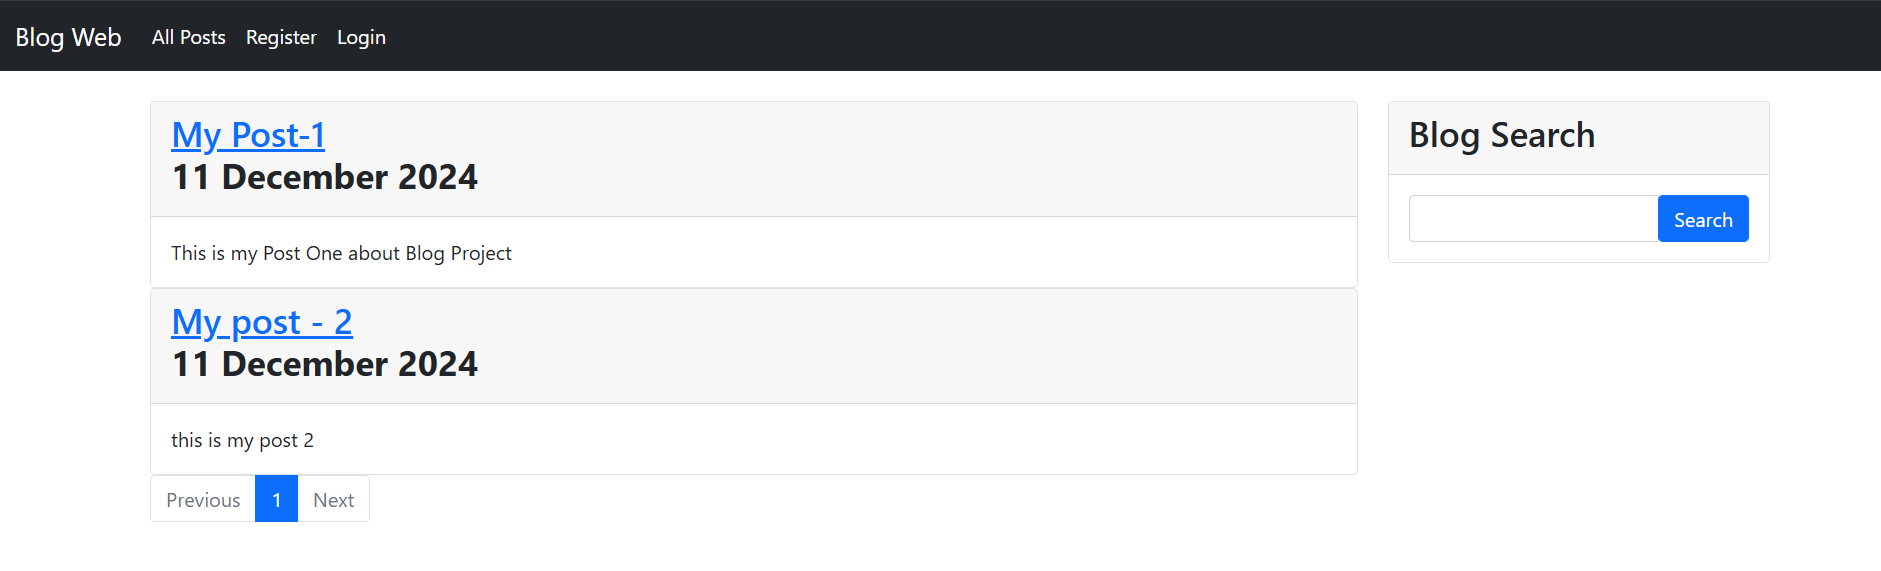 Blog Web All Posts Register Login
My Post-1
11 December 2024
This is my Post One about Blog Project
My post - 2
11 December 2024
this is my post 2
Previous 1 Next
Blog Search
Search